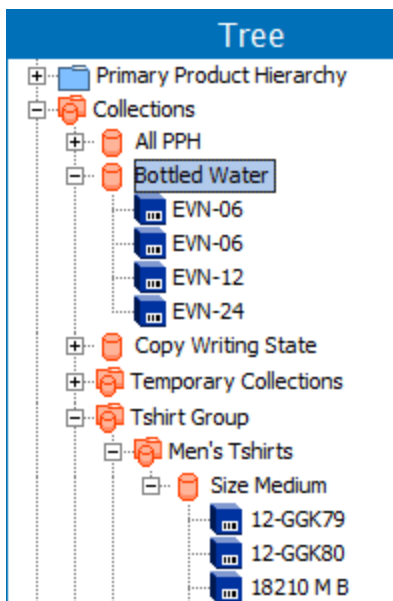 Tree
Primary Product Hierarchy
Collections
All PPH
Bottled Water
EVN-06
EVN-06
EVN-12
EVN-24
Copy Writing State
Temporary Collections
Tshirt Group
Men's Tshirts
Size Medium
12-GGK79
12-GGK80
18210 M B